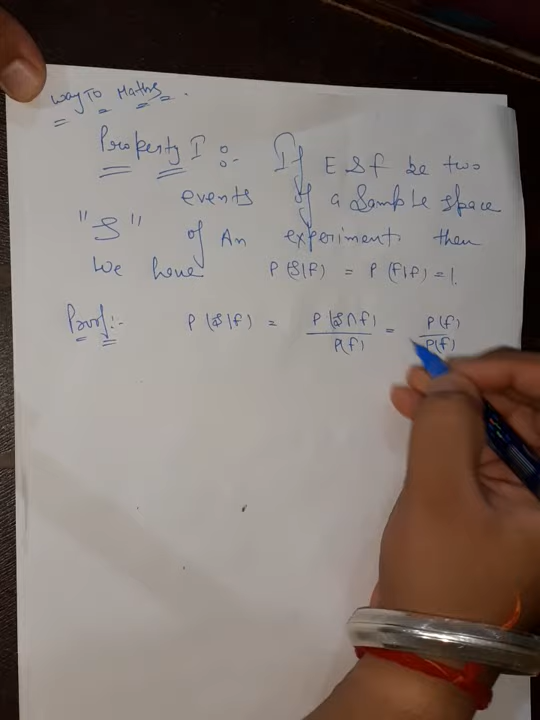 Way To Maths.
Property I :- If E & f be two
events of a Sample space
"S" of An experiment. then
We have P(S|f) = P(f|f) = 1.
Proof:- P(S|f) = P(S∩f)/P(f) = P(f)/P(f)